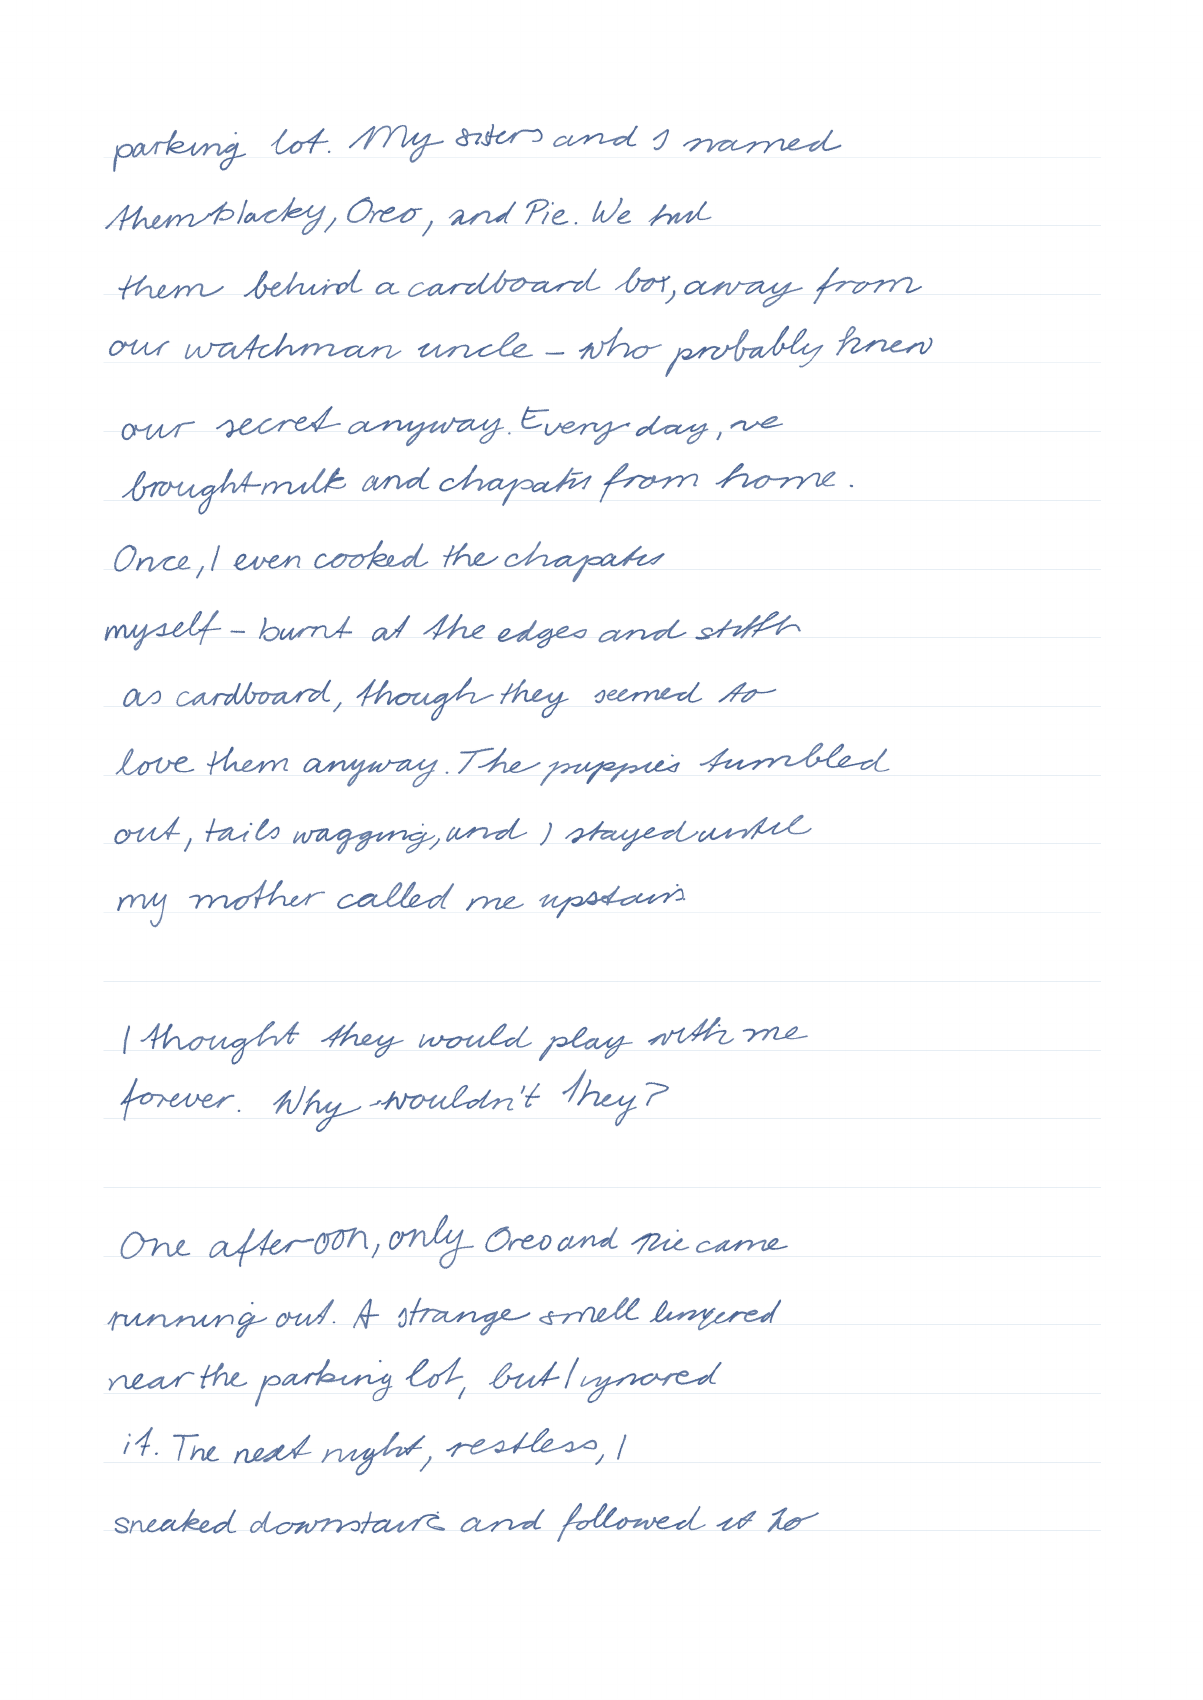 parking lot. My sisters and I named
them blacky, Oreo, and Pie. We hid
them behind a cardboard box, away from
our watchman uncle – who probably knew
our secret anyway. Every day, we
brought milk and chapatis from home.
Once, I even cooked the chapatis
myself – burnt at the edges and stiff
as cardboard, though they seemed to
love them anyway. The puppies tumbled
out, tails wagging, and I stayed until
my mother called me upstairs
I thought they would play with me
forever. Why wouldn't they?
One afternoon, only Oreo and Pie came
running out. A strange smell lingered
near the parking lot, but I ignored
it. The next night, restless, I
sneaked downstairs and followed it to